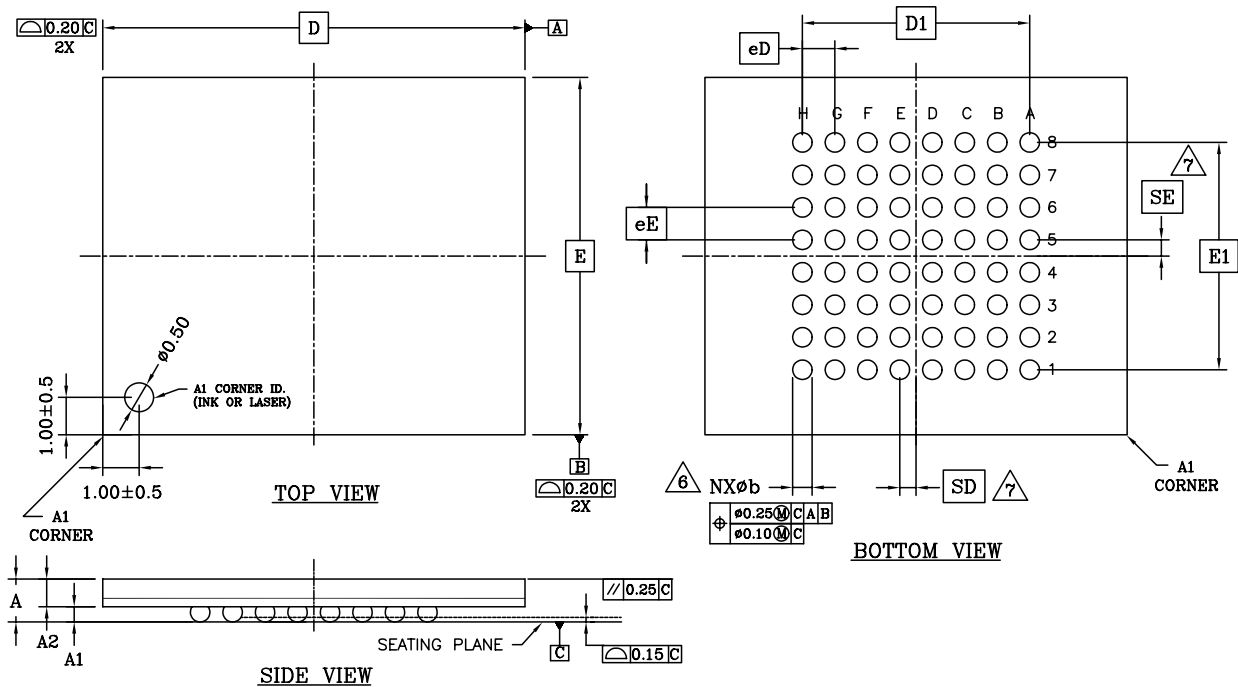 ⌓ 0.20 C
2X
D
A
E
B
⌓ 0.20 C
2X
ø0.50
A1 CORNER ID.
(INK OR LASER)
1.00±0.5
1.00±0.5
A1
CORNER
TOP VIEW
D1
eD
H G F E D C B A
8
7
6
5
4
3
2
1
eE
SE
7
E1
6 NXøb
⌖ ø0.25Ⓜ C A B
ø0.10Ⓜ C
SD 7
A1
CORNER
BOTTOM VIEW
A
A2
A1
// 0.25 C
SEATING PLANE
C
⌓ 0.15 C
SIDE VIEW